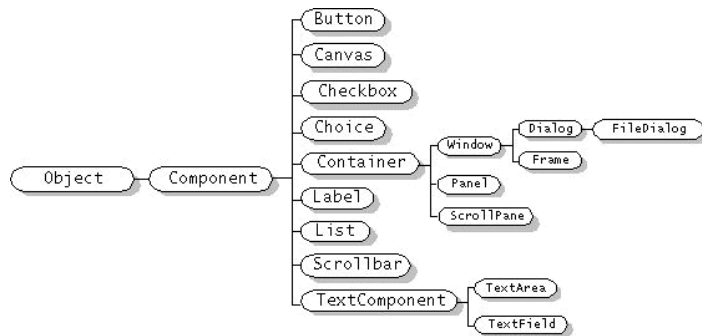 Button
Canvas
Checkbox
Choice
Container
Window
Dialog
FileDialog
Frame
Object
Component
Panel
Label
ScrollPane
List
Scrollbar
TextComponent
TextArea
TextField